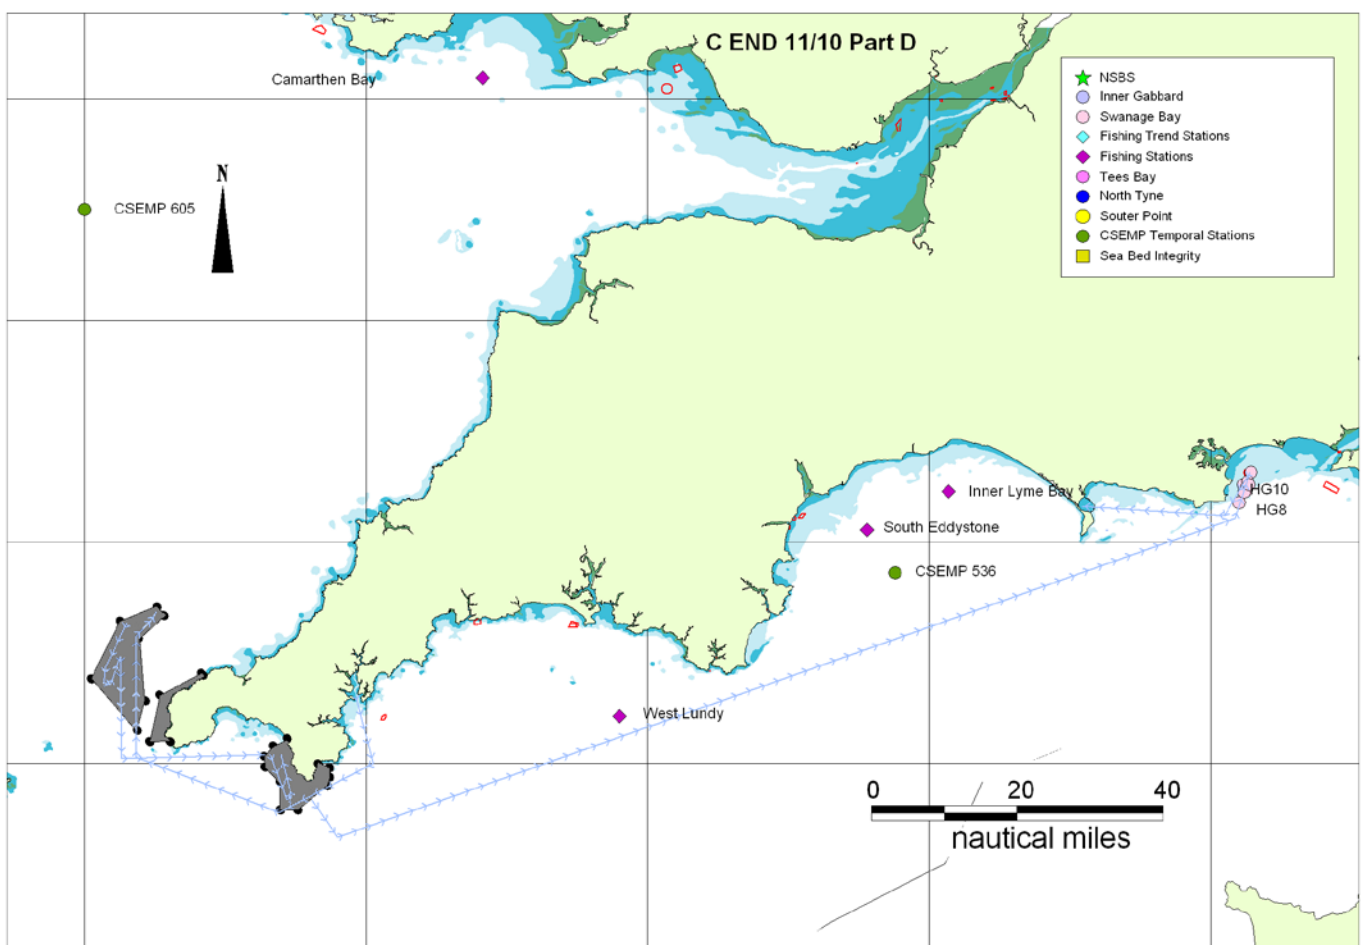 C END 11/10 Part D
Camarthen Bay
NSBS
Inner Gabbard
Swanage Bay
Fishing Trend Stations
Fishing Stations
Tees Bay
North Tyne
Souter Point
CSEMP Temporal Stations
Sea Bed Integrity
N
CSEMP 605
Inner Lyme Bay
HG10
HG8
South Eddystone
CSEMP 536
West Lundy
0 20 40
nautical miles